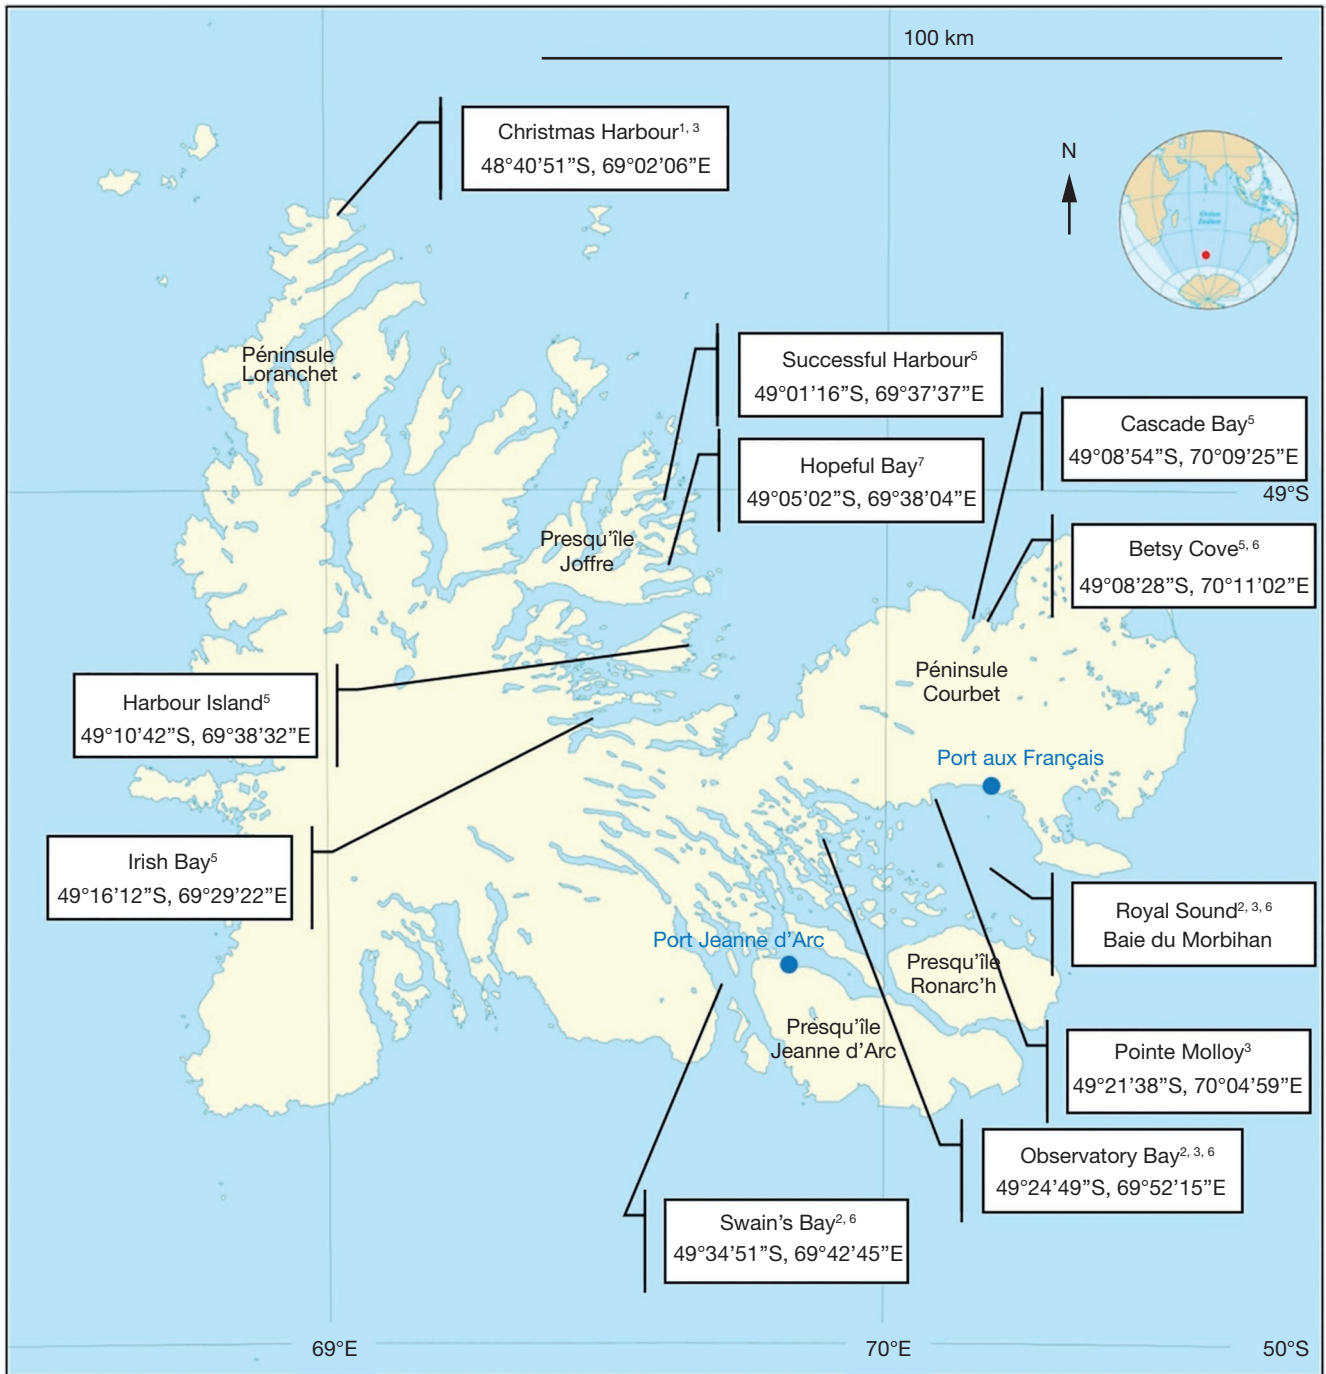 100 km
Christmas Harbour1, 3
48°40’51”S, 69°02’06”E
N
Océan
Indien
Péninsule
Loranchet
Successful Harbour5
49°01’16”S, 69°37’37”E
Cascade Bay5
49°08’54”S, 70°09’25”E
Hopeful Bay7
49°05’02”S, 69°38’04”E
49°S
Presqu’île
Joffre
Betsy Cove5, 6
49°08’28”S, 70°11’02”E
Péninsule
Courbet
Harbour Island5
49°10’42”S, 69°38’32”E
Port aux Français
Irish Bay5
49°16’12”S, 69°29’22”E
Royal Sound2, 3, 6
Baie du Morbihan
Port Jeanne d’Arc
Presqu’île
Ronarc’h
Presqu’île
Jeanne d’Arc
Pointe Molloy3
49°21’38”S, 70°04’59”E
Observatory Bay2, 3, 6
49°24’49”S, 69°52’15”E
Swain’s Bay2, 6
49°34’51”S, 69°42’45”E
69°E
70°E
50°S